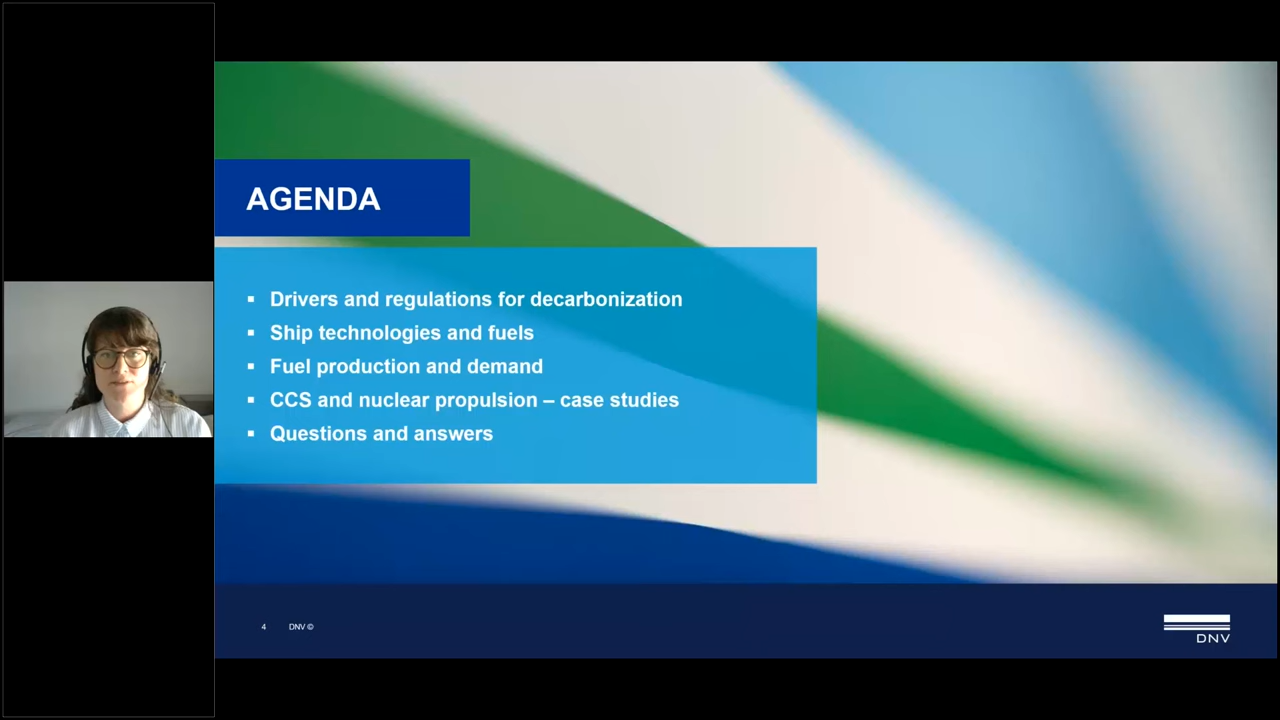 AGENDA
▪ Drivers and regulations for decarbonization
▪ Ship technologies and fuels
▪ Fuel production and demand
▪ CCS and nuclear propulsion – case studies
▪ Questions and answers
4 DNV ©
DNV